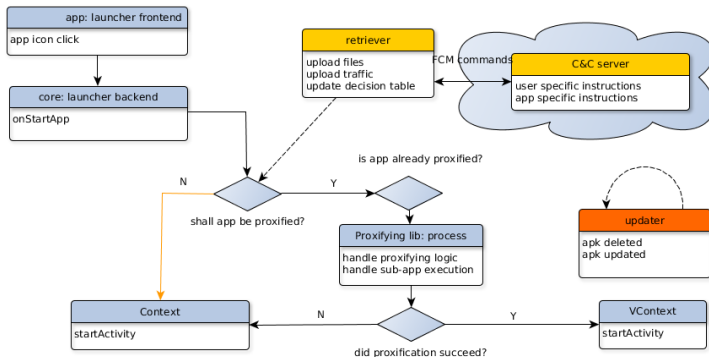 app: launcher frontend
app icon click
core: launcher backend
onStartApp
retriever
upload files
upload traffic
update decision table
FCM commands
C&C server
user specific instructions
app specific instructions
is app already proxified?
N
Y
shall app be proxified?
Proxifying lib: process
handle proxifying logic
handle sub-app execution
updater
apk deleted
apk updated
Context
startActivity
N
Y
VContext
startActivity
did proxification succeed?